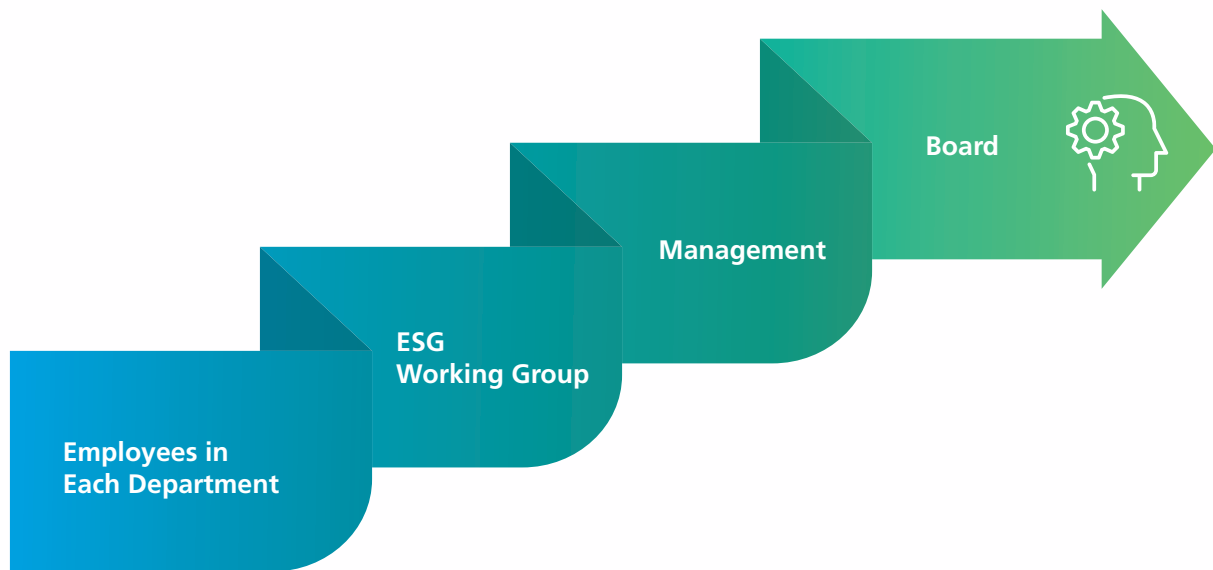 Board
Management
ESG
Working Group
Employees in
Each Department